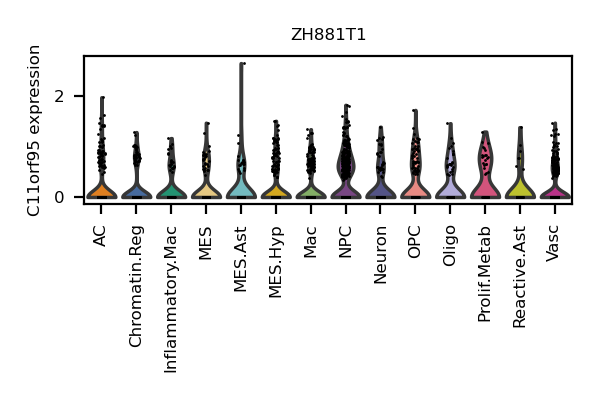 ZH881T1
C11orf95 expression
2
0
AC
Chromatin.Reg
Inflammatory.Mac
MES
MES.Ast
MES.Hyp
Mac
NPC
Neuron
OPC
Oligo
Prolif.Metab
Reactive.Ast
Vasc